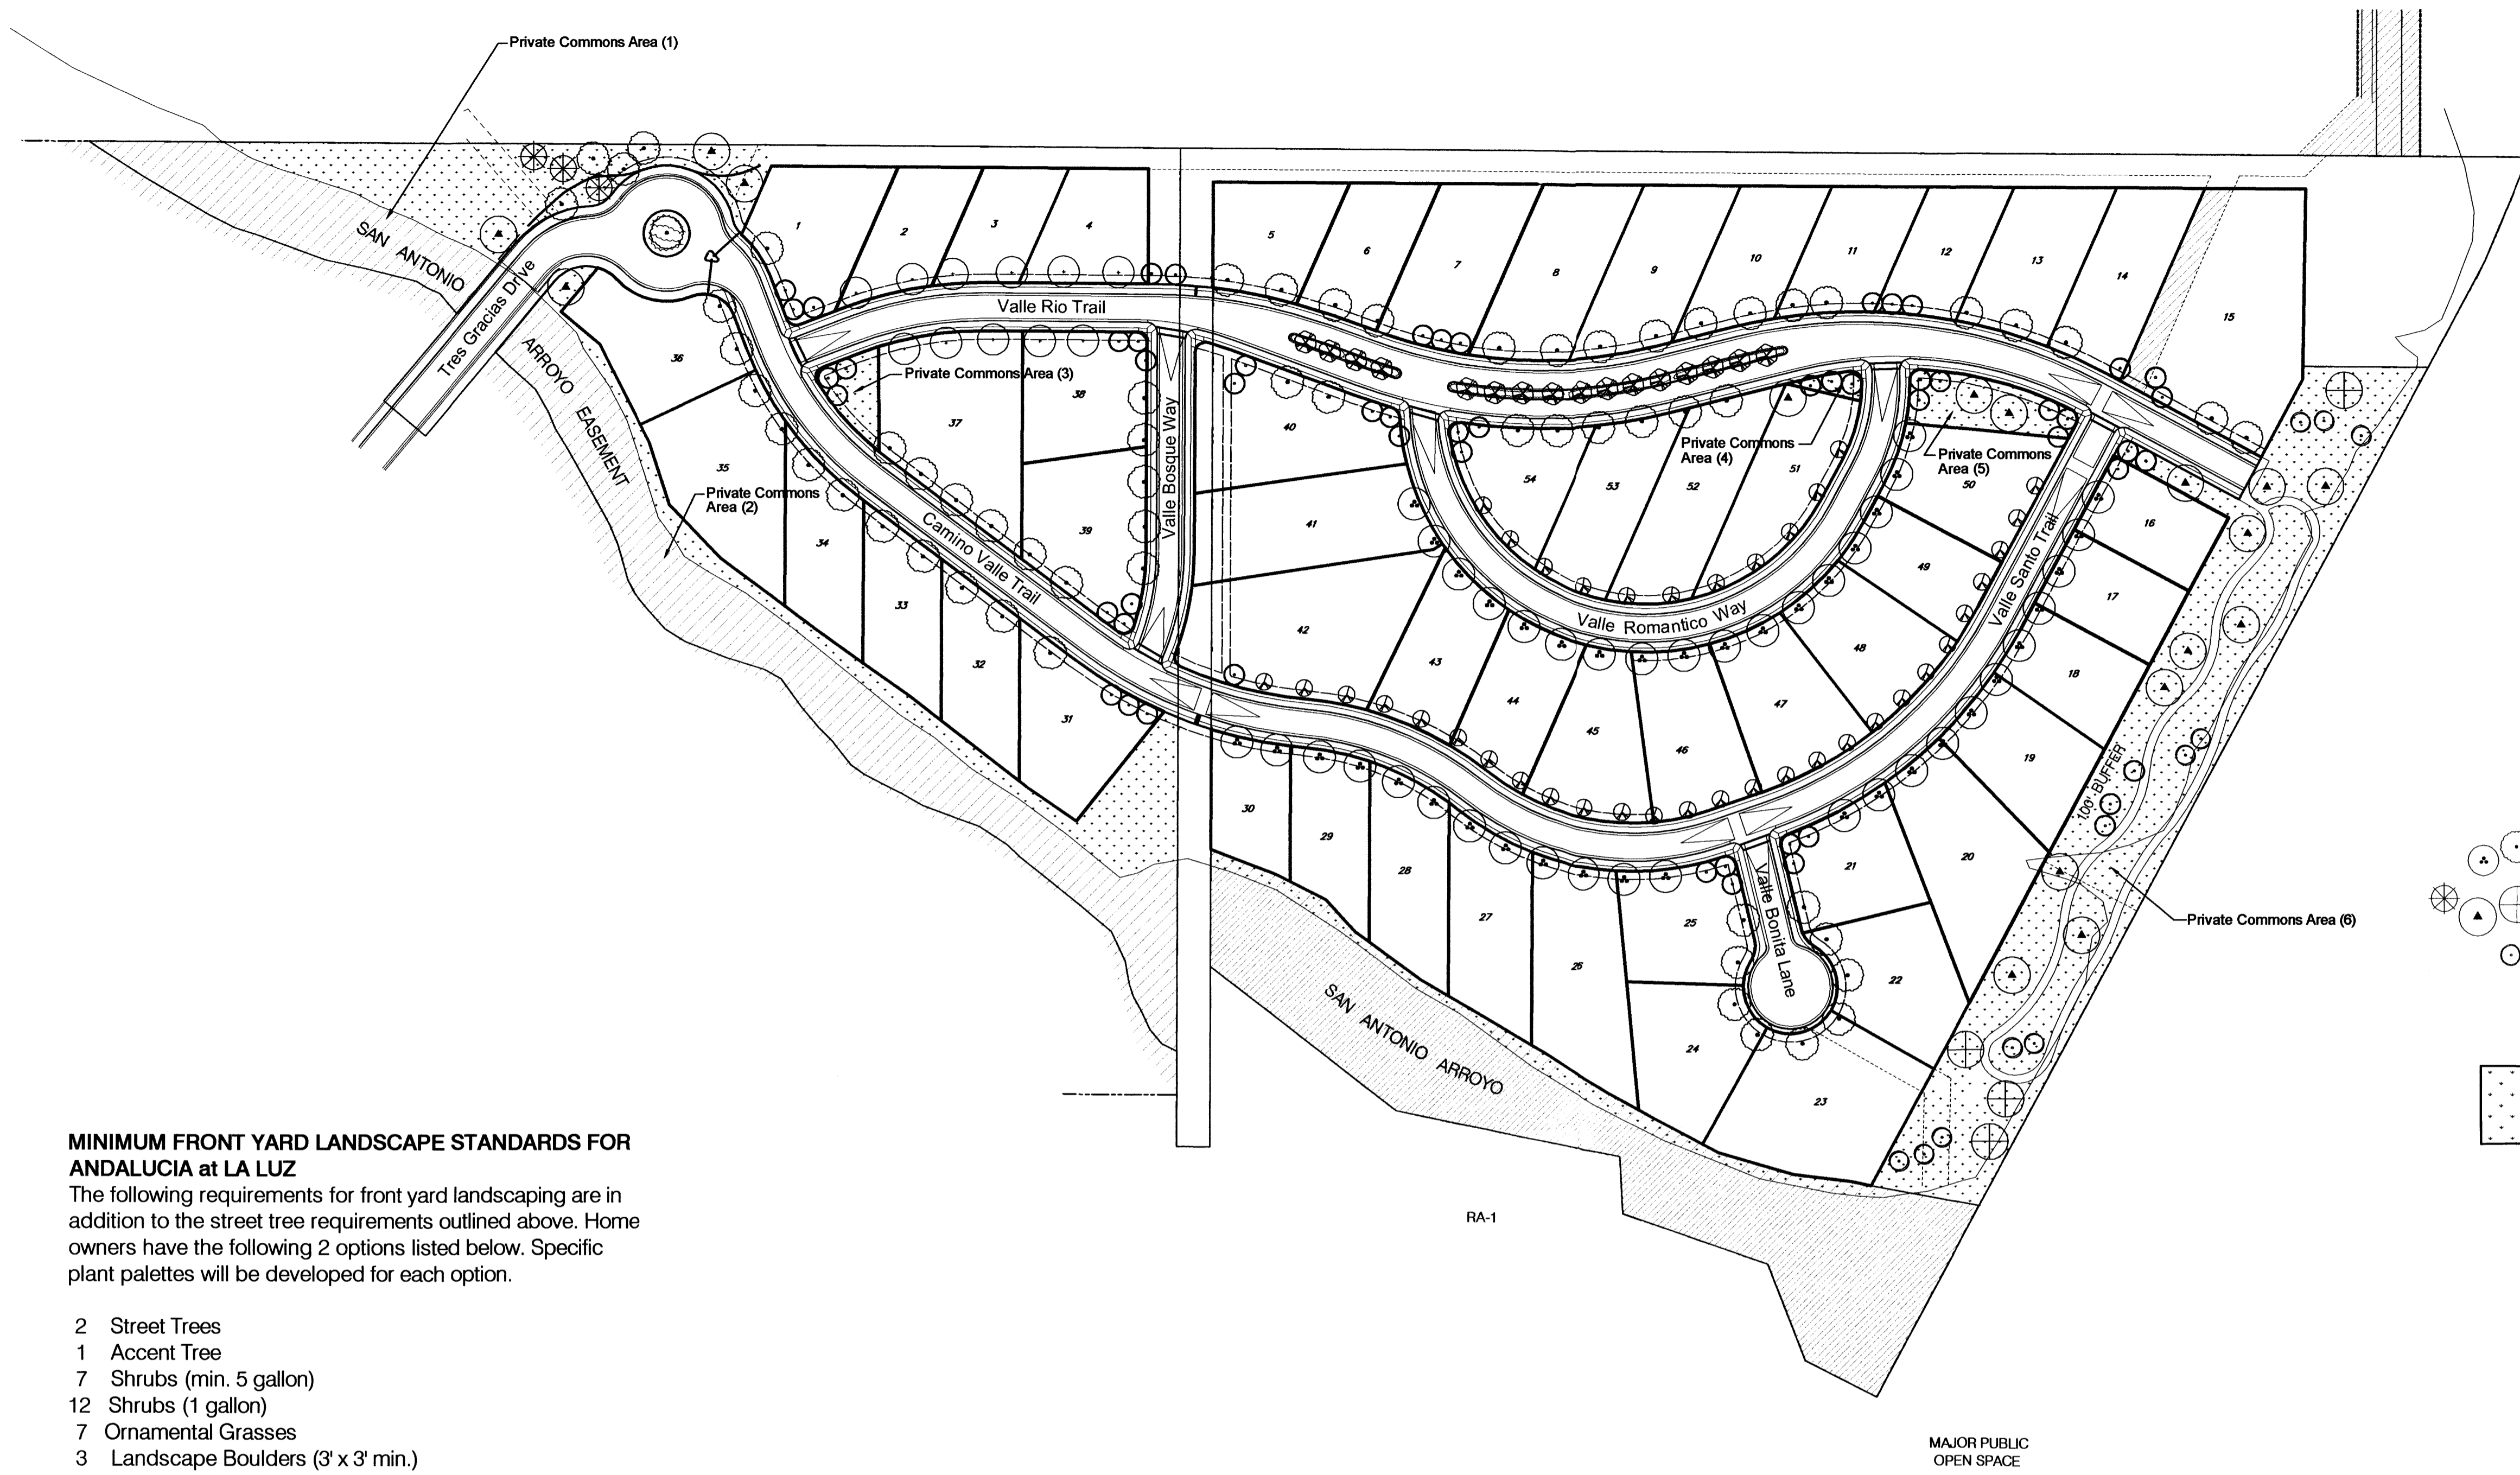 Private Commons Area (1)
SAN ANTONIO
Tres Gracias Drive
ARROYO EASEMENT
1
2
3
4
5
6
7
8
9
10
11
12
13
14
15
Valle Rio Trail
36
Private Commons Area (3)
37
38
39
Valle Bosque Way
40
41
42
35
Private Commons
Area (2)
34
33
32
31
Camino Valle Trail
54
53
52
51
Private Commons
Area (4)
Private Commons
Area (5)
50
49
48
47
46
45
44
43
Valle Romantico Way
Valle Santo Trail
16
17
18
19
20
21
22
23
24
25
26
27
28
29
30
Valle Bonita Lane
100' BUFFER
Private Commons Area (6)
SAN ANTONIO ARROYO
RA-1
MAJOR PUBLIC
OPEN SPACE
MINIMUM FRONT YARD LANDSCAPE STANDARDS FOR
ANDALUCIA at LA LUZ
The following requirements for front yard landscaping are in
addition to the street tree requirements outlined above. Home
owners have the following 2 options listed below. Specific
plant palettes will be developed for each option.
2 Street Trees
1 Accent Tree
7 Shrubs (min. 5 gallon)
12 Shrubs (1 gallon)
7 Ornamental Grasses
3 Landscape Boulders (3' x 3' min.)